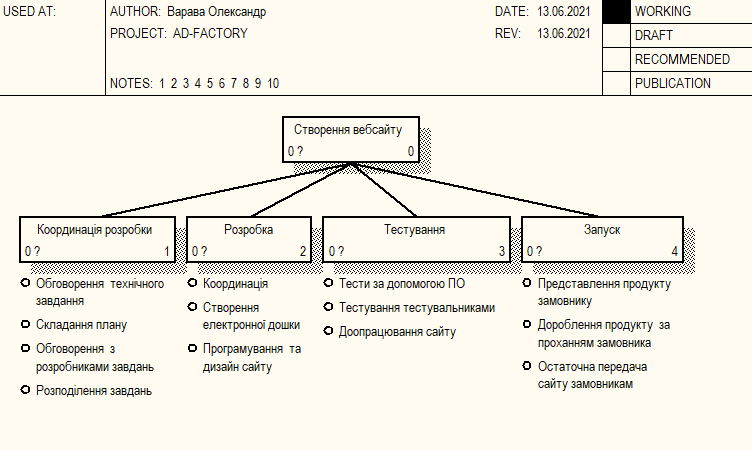 USED AT:
AUTHOR: Варава Олександр
DATE: 13.06.2021
WORKING
PROJECT: AD-FACTORY
REV: 13.06.2021
DRAFT
RECOMMENDED
NOTES: 1 2 3 4 5 6 7 8 9 10
PUBLICATION
Створення вебсайту
0 ? 0
Координація розробки
0 ? 1
Розробка
0 ? 2
Тестування
0 ? 3
Запуск
0 ? 4
Обговорення технічного
завдання
Складання плану
Обговорення з
розробниками завдань
Розподілення завдань
Координація
Створення
електронної дошки
Програмування та
дизайн сайту
Тести за допомогою ПО
Тестування тестувальниками
Доопрацювання сайту
Представлення продукту
замовнику
Дороблення продукту за
проханням замовника
Остаточна передача
сайту замовникам